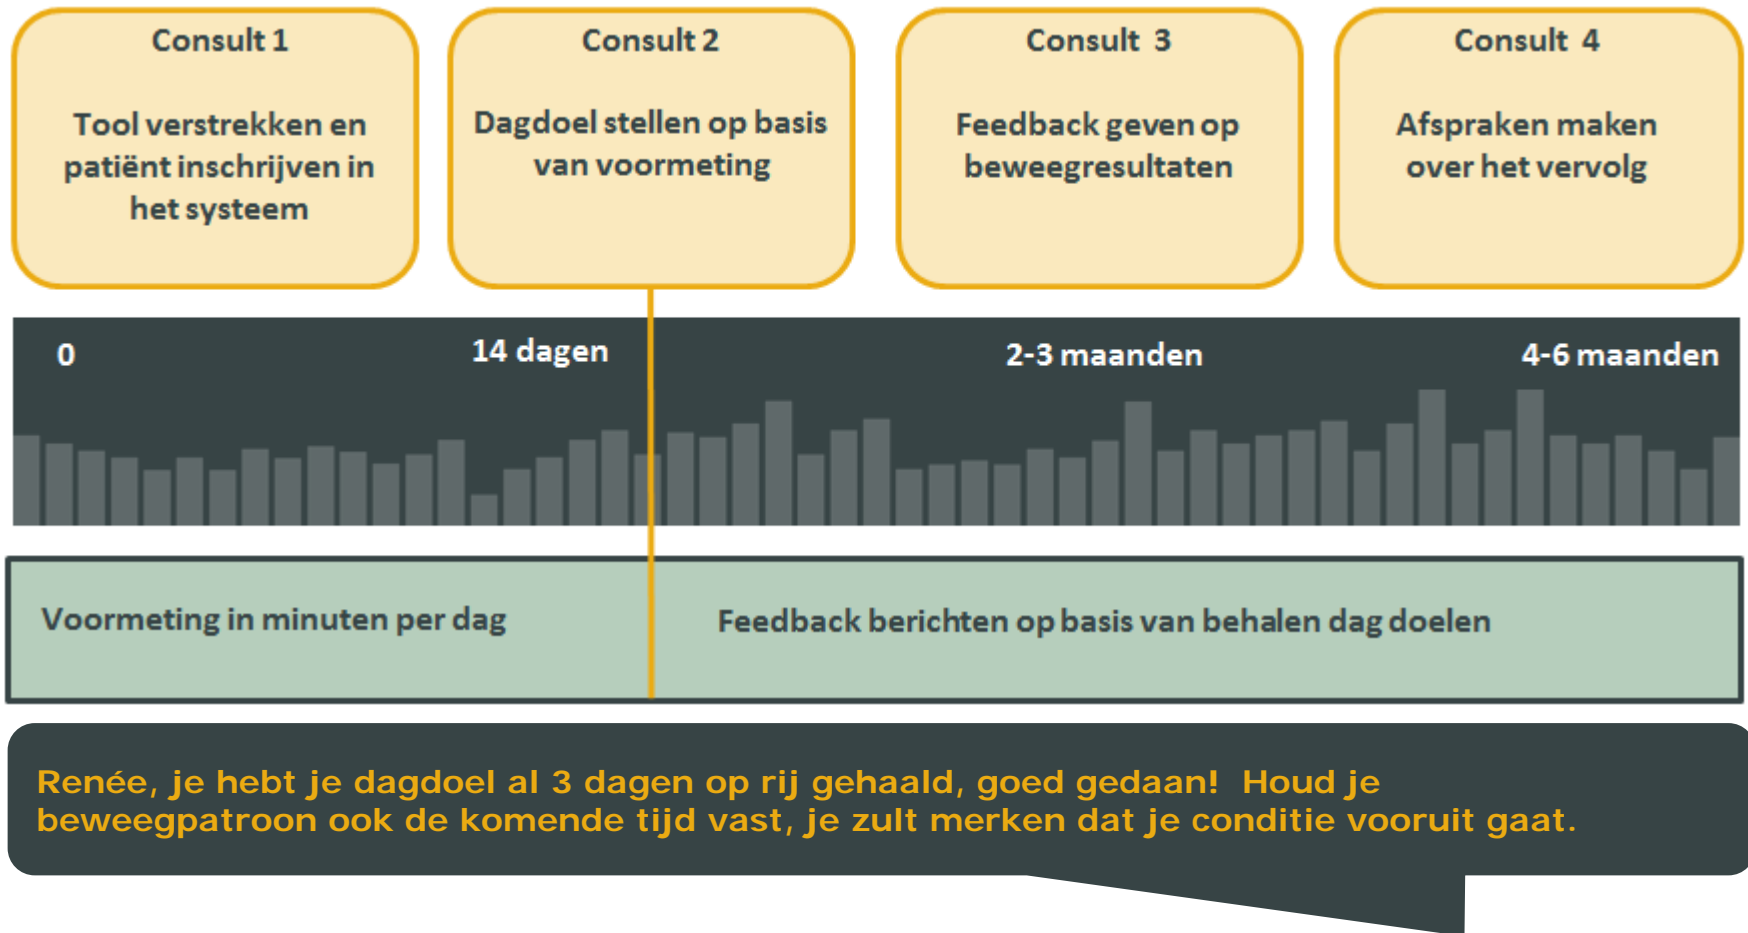 Consult 1
Tool verstrekken en
patiënt inschrijven in
het systeem
Consult 2
Dagdoel stellen op basis
van voormeting
Consult 3
Feedback geven op
beweegresultaten
Consult 4
Afspraken maken
over het vervolg
0
14 dagen
2-3 maanden
4-6 maanden
Voormeting in minuten per dag
Feedback berichten op basis van behalen dag doelen
Renée, je hebt je dagdoel al 3 dagen op rij gehaald, goed gedaan! Houd je
beweegpatroon ook de komende tijd vast, je zult merken dat je conditie vooruit gaat.